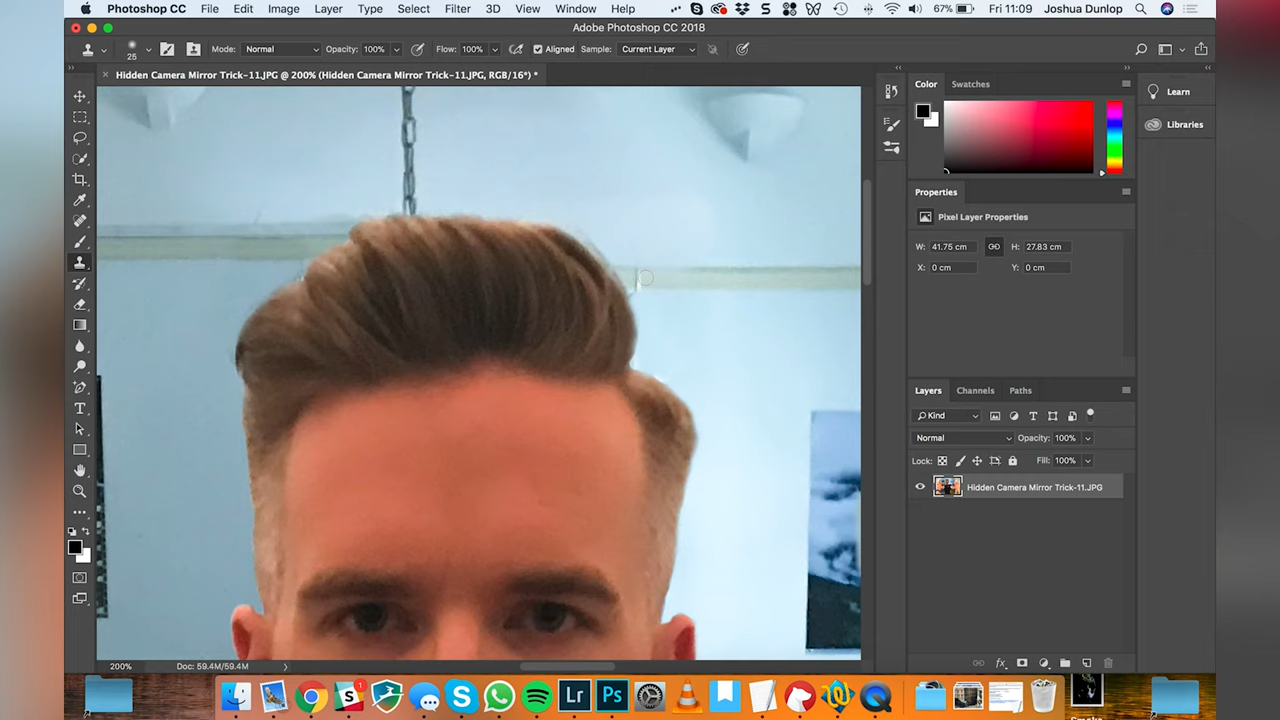 Photoshop CC File Edit Image Layer Type Select Filter 3D View Window Help 67% Fri 11:09 Joshua Dunlop
Adobe Photoshop CC 2018
25 Mode: Normal Opacity: 100% Flow: 100% Aligned Sample: Current Layer
Hidden Camera Mirror Trick-11.JPG @ 200% (Hidden Camera Mirror Trick-11.JPG, RGB/16*) *
Color Swatches
Learn
Libraries
Properties
Pixel Layer Properties
W: 41.75 cm H: 27.83 cm
X: 0 cm Y: 0 cm
Layers Channels Paths
Kind
Normal Opacity: 100%
Lock: Fill: 100%
Hidden Camera Mirror Trick-11.JPG
200% Doc: 59.4M/59.4M